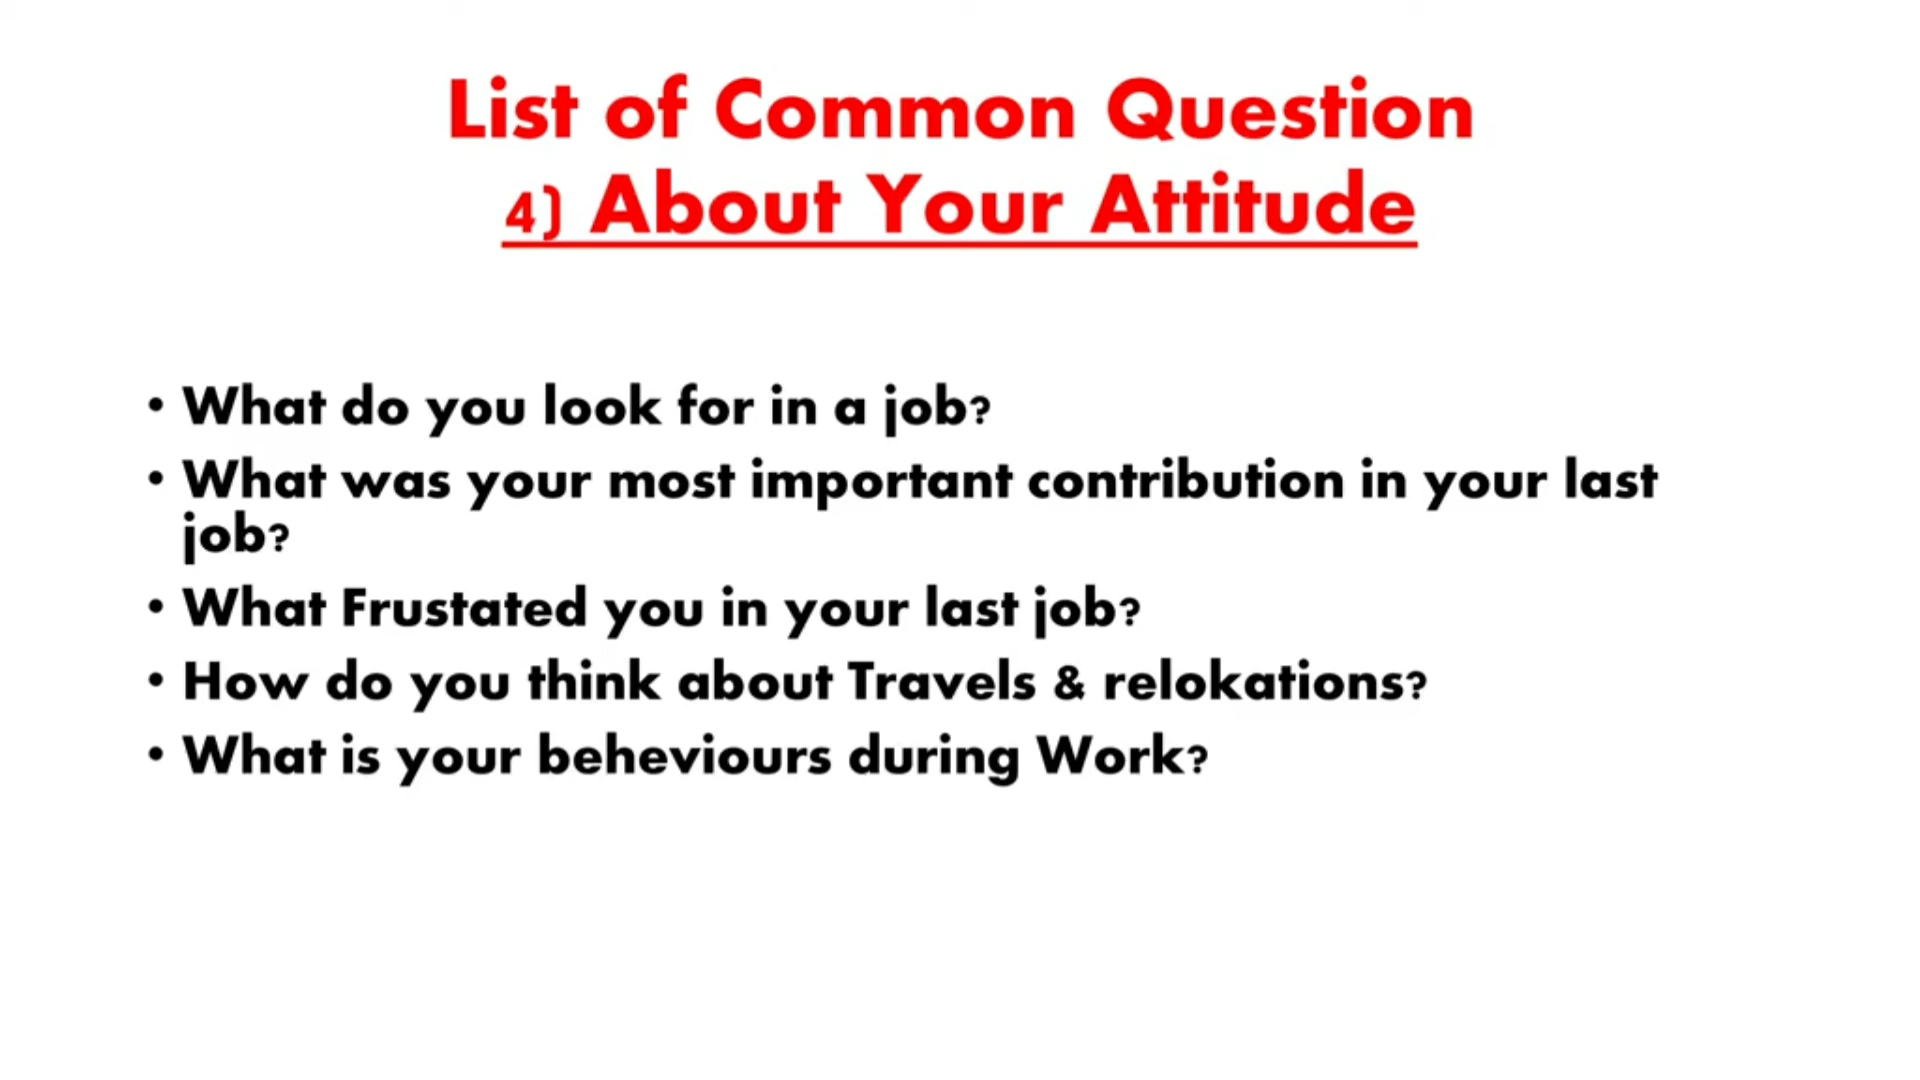 List of Common Question
4) About Your Attitude
• What do you look for in a job?
• What was your most important contribution in your last
job?
• What Frustated you in your last job?
• How do you think about Travels & relokations?
• What is your beheviours during Work?